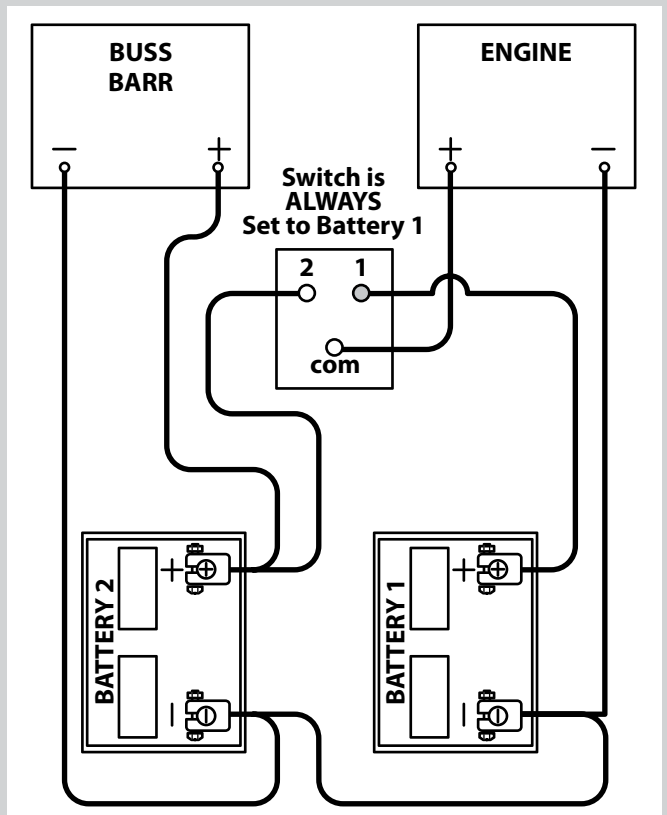 BUSS
BARR
ENGINE
− +
+ −
Switch is
ALWAYS
Set to Battery 1
2 1
com
BATTERY 2
+
−
BATTERY 1
+
−